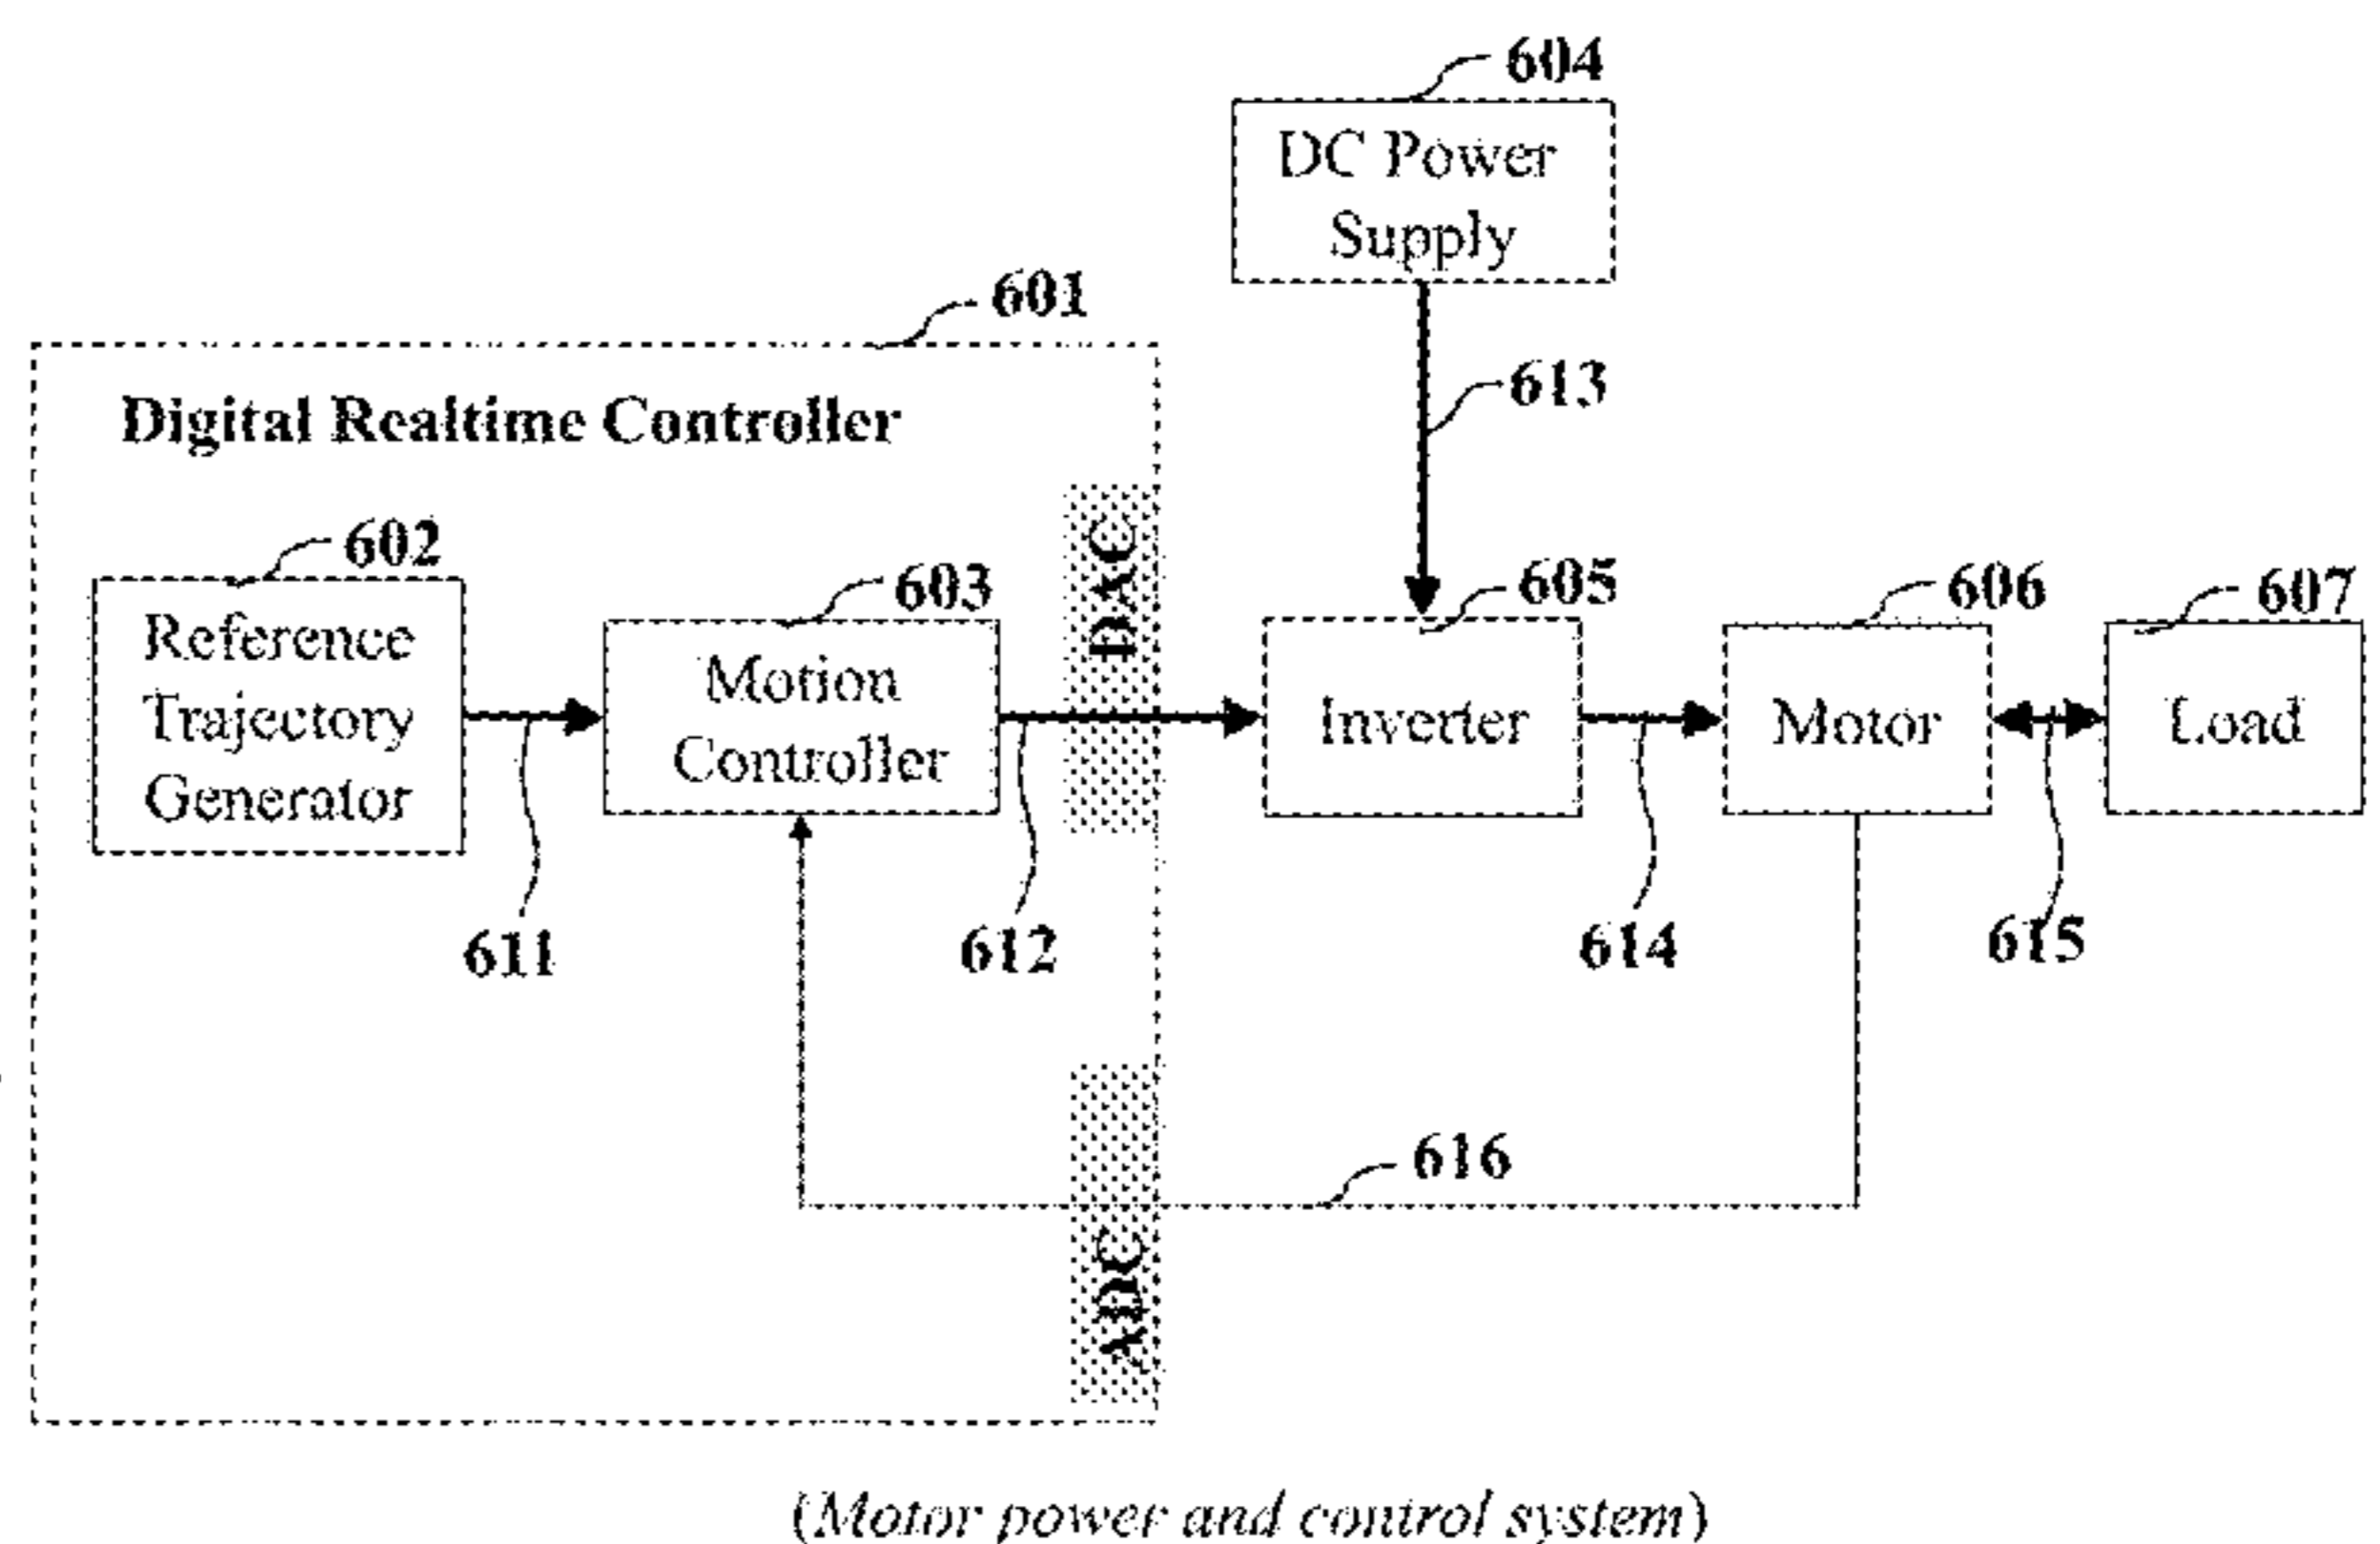 604
DC Power
Supply
601
613
Digital Realtime Controller
DAC
602
Reference
Trajectory
Generator
603
Motion
Controller
605
Inverter
606
Motor
607
Load
611
612
614
615
616
ADC
(Motor power and control system)